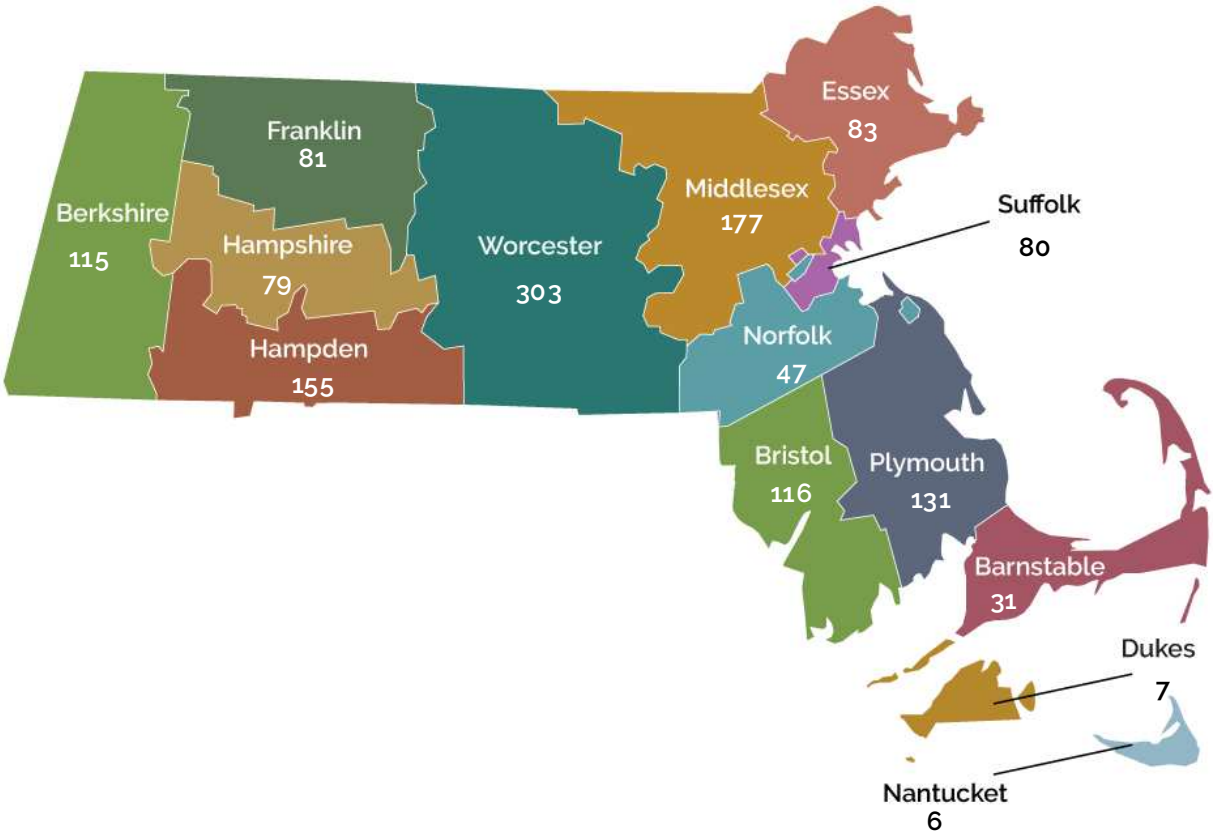 Essex
83
Franklin
81
Middlesex
177
Suffolk
80
Berkshire
115
Hampshire
79
Worcester
303
Norfolk
47
Hampden
155
Bristol
116
Plymouth
131
Barnstable
31
Dukes
7
Nantucket
6